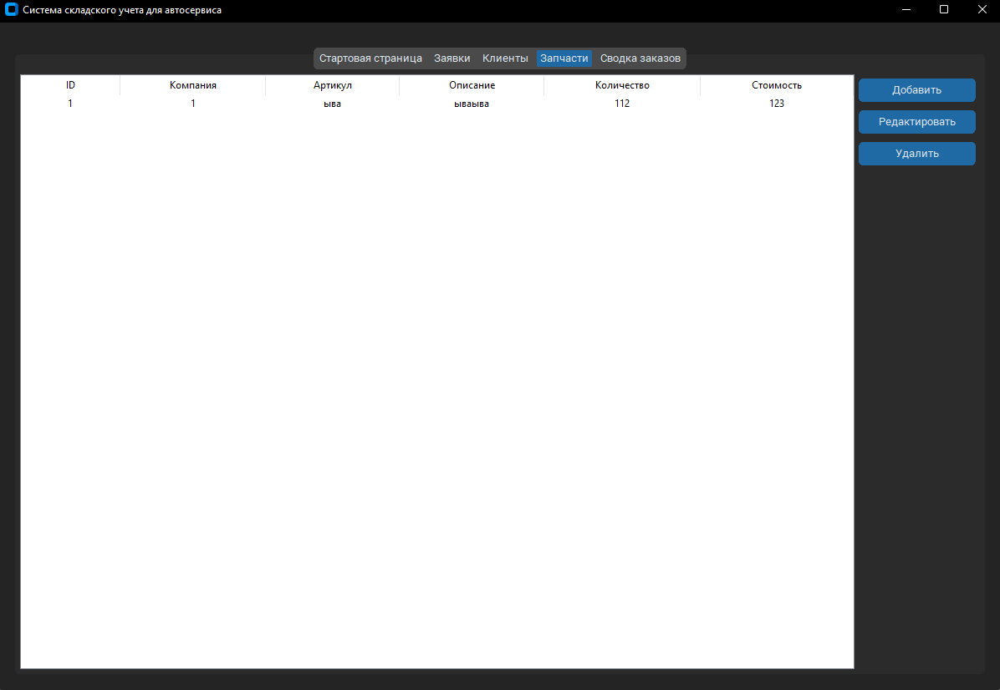 Система складского учета для автосервиса
Стартовая страница Заявки Клиенты Запчасти Сводка заказов
ID Компания Артикул Описание Количество Стоимость
1 1 ыва ываыва 112 123
Добавить
Редактировать
Удалить